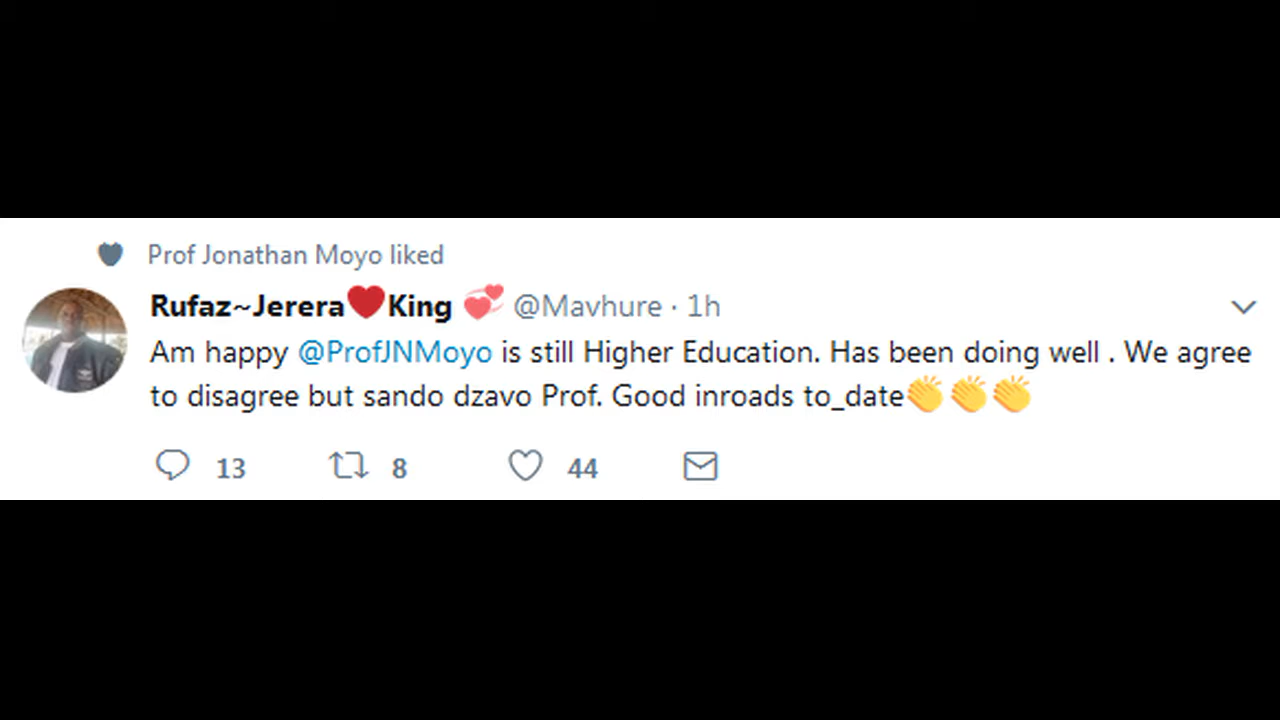 Prof Jonathan Moyo liked
Rufaz~Jerera❤King 💞 @Mavhure · 1h
Am happy @ProfJNMoyo is still Higher Education. Has been doing well . We agree
to disagree but sando dzavo Prof. Good inroads to_date👏👏👏
13 8 44